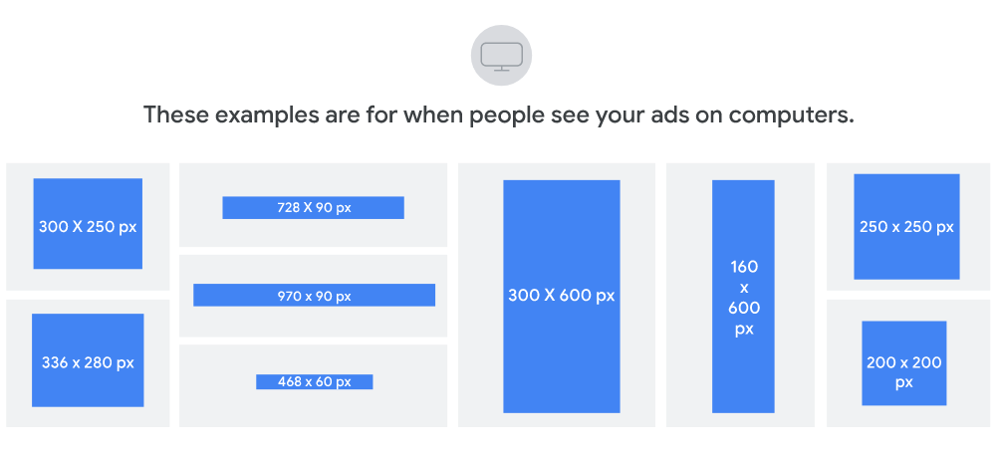 These examples are for when people see your ads on computers.
300 X 250 px
336 x 280 px
728 X 90 px
970 x 90 px
468 x 60 px
300 X 600 px
160
x
600
px
250 x 250 px
200 x 200
px